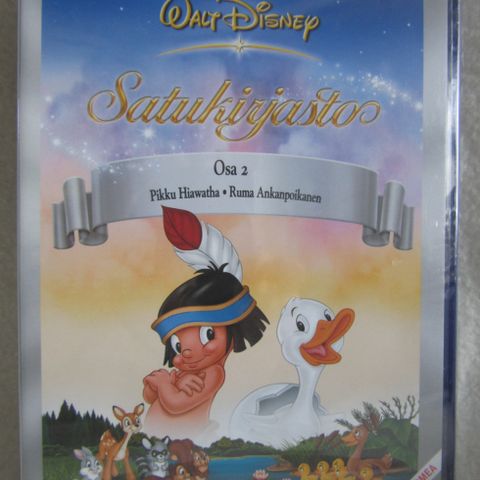 WALT DISNEY
Satukirjasto
Osa 2
Pikku Hiawatha • Ruma Ankanpoikanen